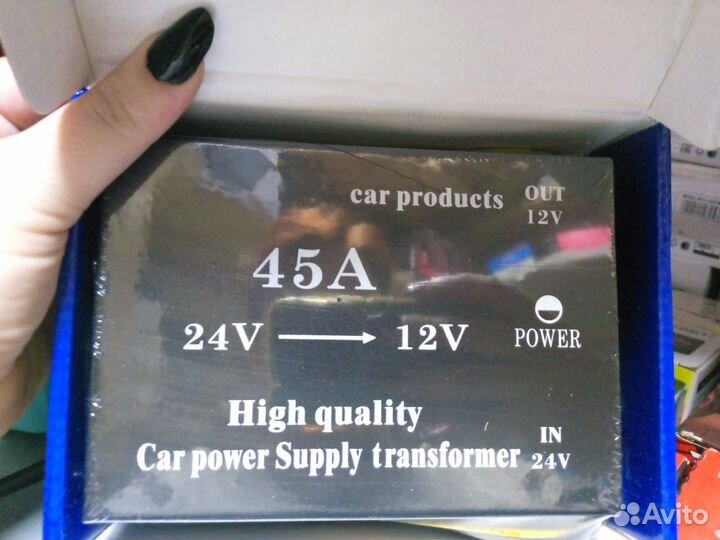 car products OUT
12V
45A
24V → 12V
POWER
High quality
IN
Car power Supply transformer 24V
Avito